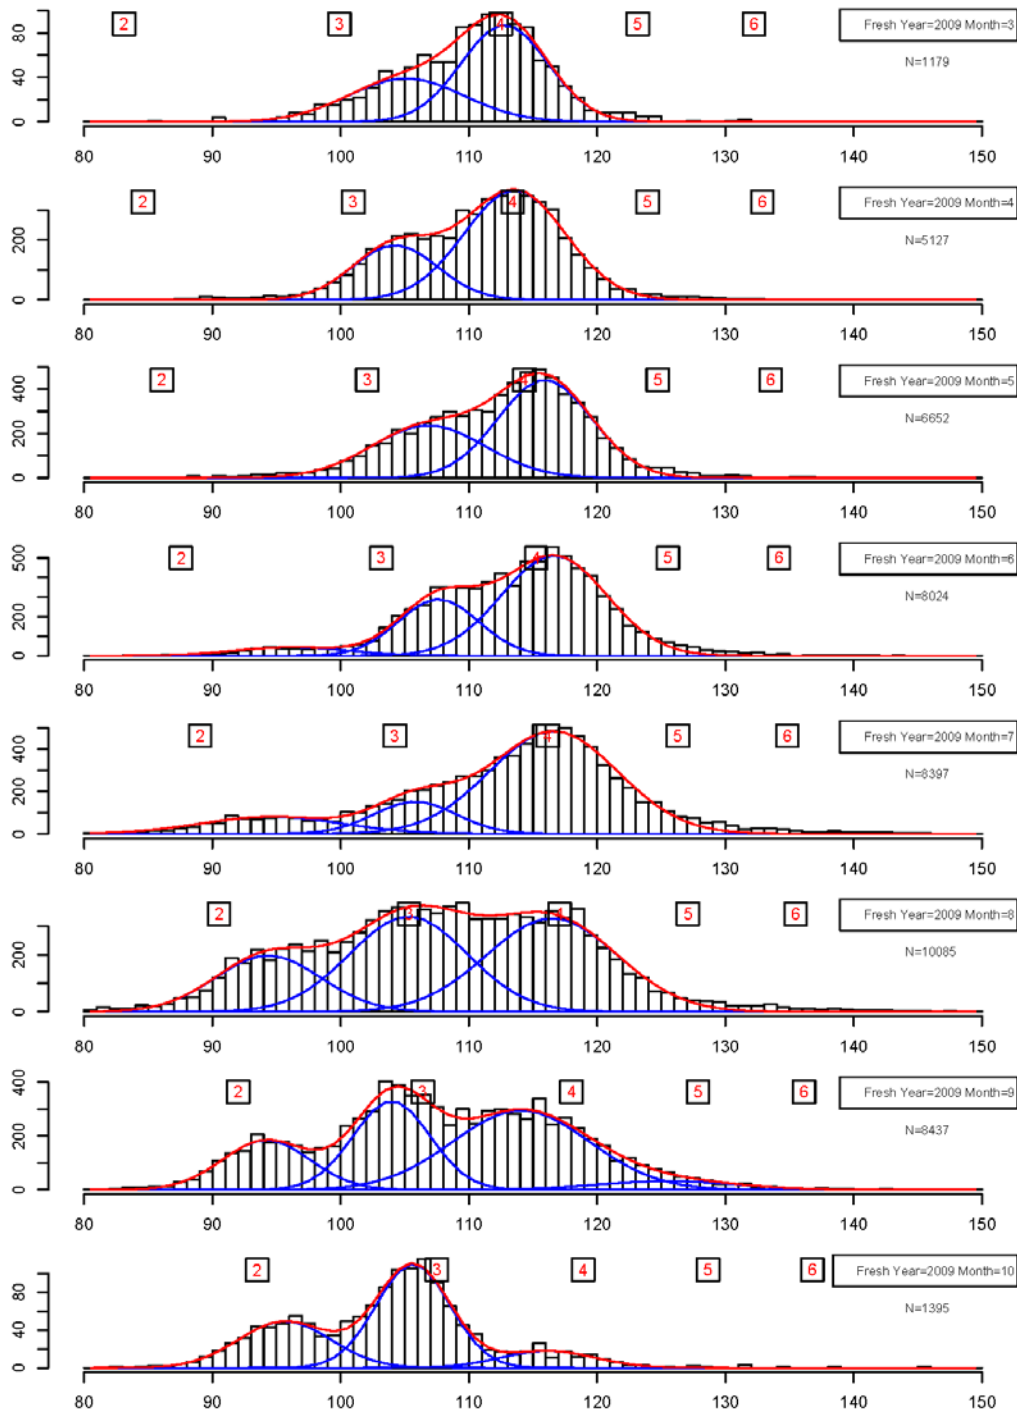 2 3 4 5 6 Fresh Year=2009 Month=3
N=1179
0 40 80
80 90 100 110 120 130 140 150
2 3 4 5 6 Fresh Year=2009 Month=4
N=5127
0 200
80 90 100 110 120 130 140 150
2 3 4 5 6 Fresh Year=2009 Month=5
N=6652
0 200 400
80 90 100 110 120 130 140 150
2 3 4 5 6 Fresh Year=2009 Month=6
N=8024
0 200 500
80 90 100 110 120 130 140 150
2 3 4 5 6 Fresh Year=2009 Month=7
N=8397
0 200 400
80 90 100 110 120 130 140 150
2 3 4 5 6 Fresh Year=2009 Month=8
N=10085
0 200
80 90 100 110 120 130 140 150
2 3 4 5 6 Fresh Year=2009 Month=9
N=8437
0 200 400
80 90 100 110 120 130 140 150
2 3 4 5 6 Fresh Year=2009 Month=10
N=1395
0 40 80
80 90 100 110 120 130 140 150